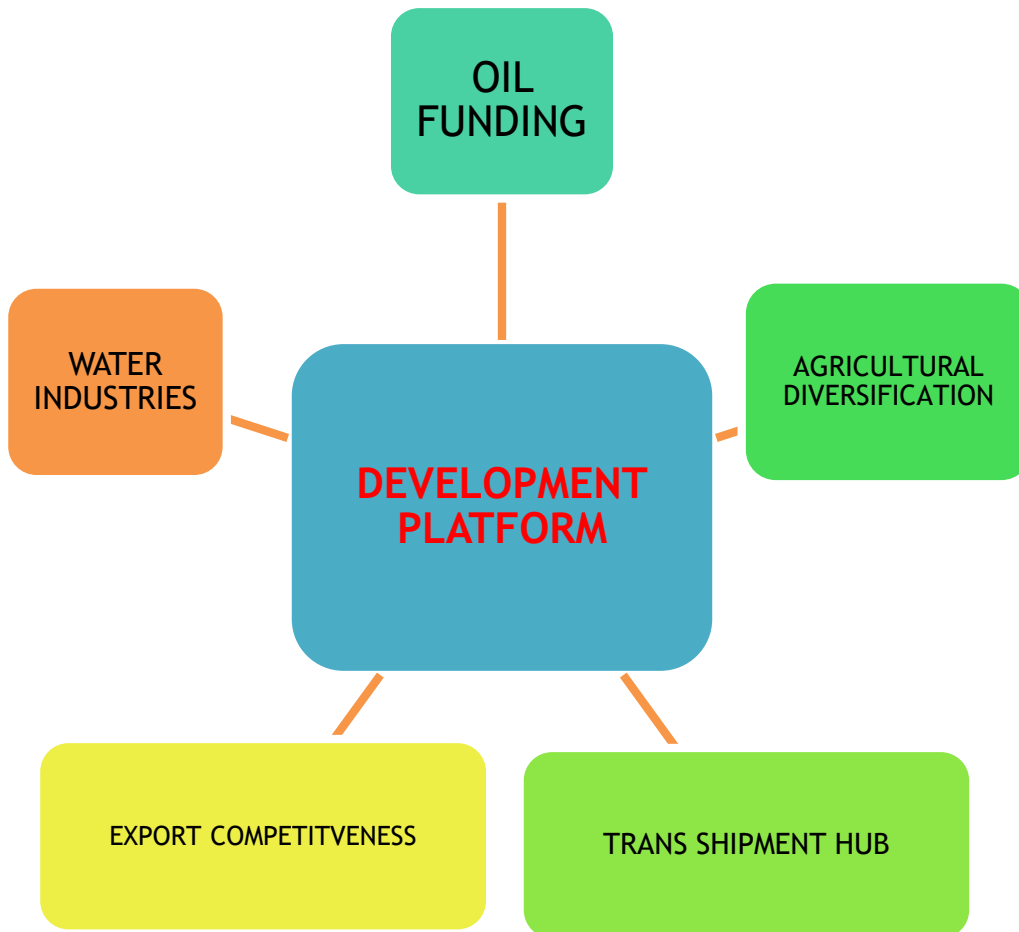 OIL
FUNDING
WATER
INDUSTRIES
AGRICULTURAL
DIVERSIFICATION
DEVELOPMENT
PLATFORM
EXPORT COMPETITVENESS
TRANS SHIPMENT HUB